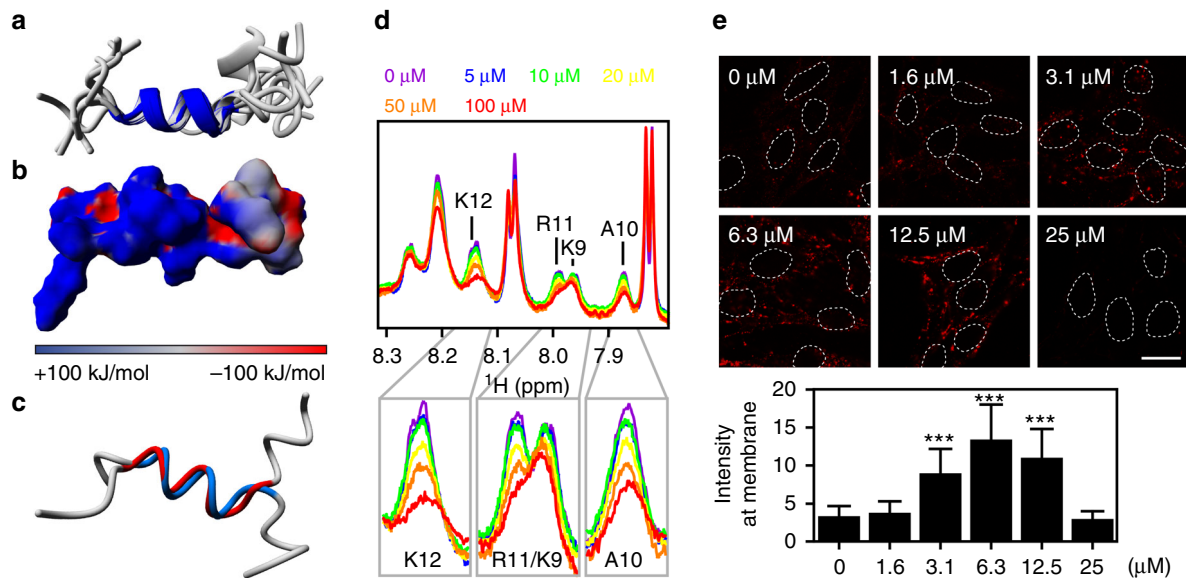 a
b
+100 kJ/mol −100 kJ/mol
c
d
0 μM 5 μM 10 μM 20 μM
50 μM 100 μM
K12
R11
K9
A10
8.3 8.2 8.1 8.0 7.9
¹H (ppm)
K12 R11/K9 A10
e
0 μM 1.6 μM 3.1 μM
6.3 μM 12.5 μM 25 μM
Intensity
at membrane
20
15
10
5
0
*** *** ***
0 1.6 3.1 6.3 12.5 25 (μM)